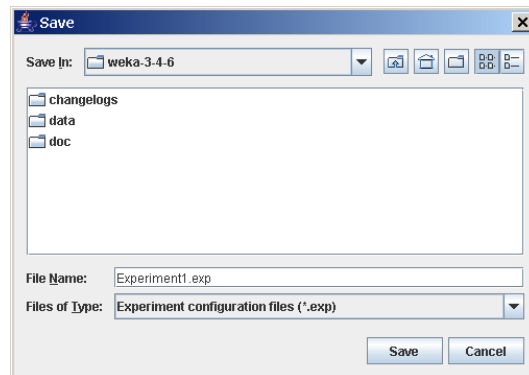 Save
Save In: weka-3-4-6
changelogs
data
doc
File Name: Experiment1.exp
Files of Type: Experiment configuration files (*.exp)
Save Cancel